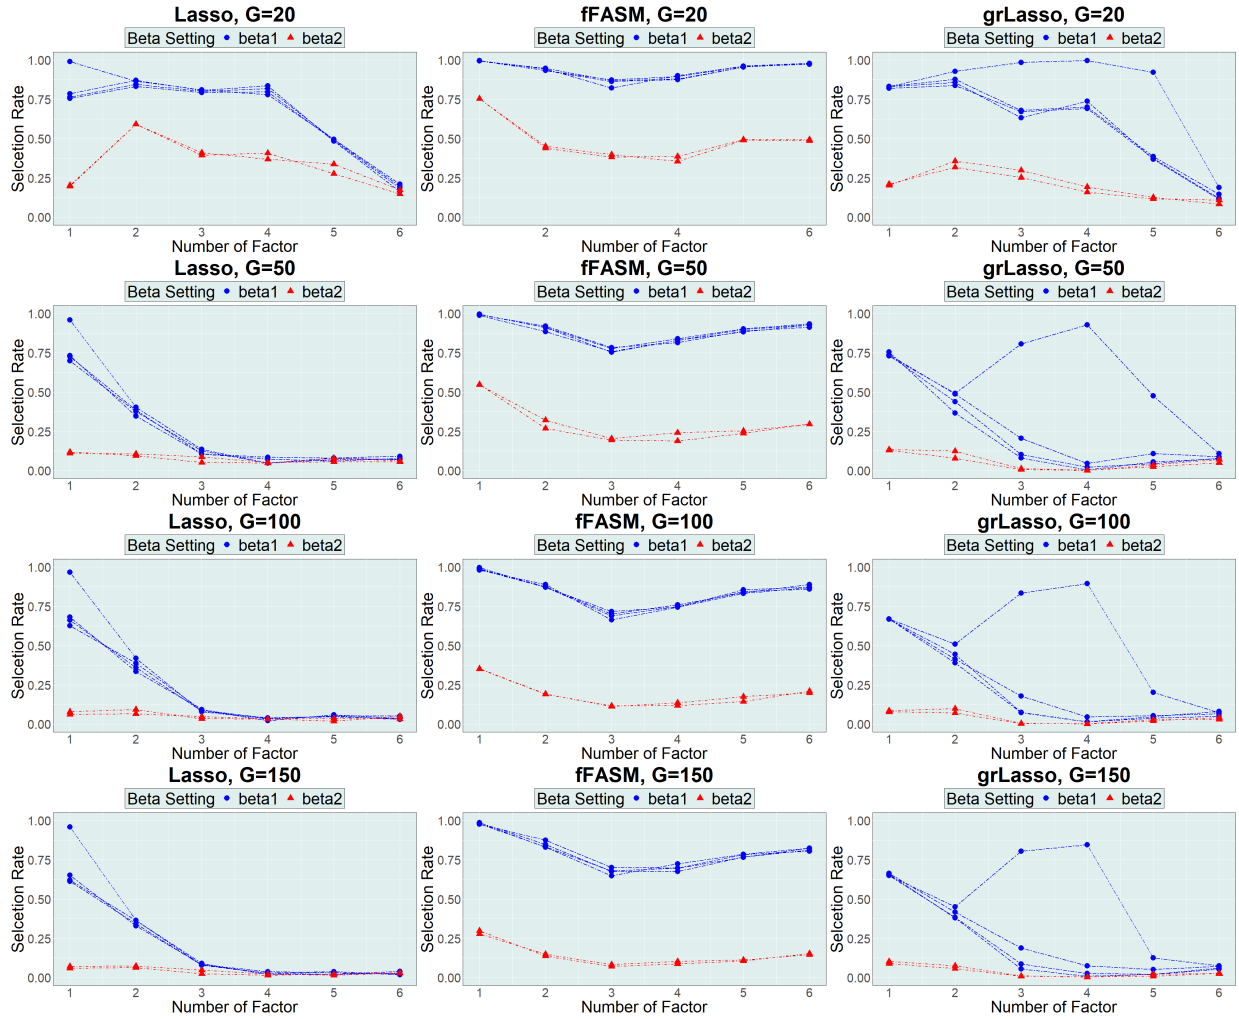 Lasso, G=20
Beta Setting beta1 beta2
Selcetion Rate
1.00
0.75
0.50
0.25
0.00
1 2 3 4 5 6
Number of Factor
fFASM, G=20
Beta Setting beta1 beta2
Selcetion Rate
1.00
0.75
0.50
0.25
0.00
2 4 6
Number of Factor
grLasso, G=20
Beta Setting beta1 beta2
Selcetion Rate
1.00
0.75
0.50
0.25
0.00
1 2 3 4 5 6
Number of Factor
Lasso, G=50
Beta Setting beta1 beta2
Selcetion Rate
1.00
0.75
0.50
0.25
0.00
1 2 3 4 5 6
Number of Factor
fFASM, G=50
Beta Setting beta1 beta2
Selcetion Rate
1.00
0.75
0.50
0.25
0.00
1 2 3 4 5 6
Number of Factor
grLasso, G=50
Beta Setting beta1 beta2
Selcetion Rate
1.00
0.75
0.50
0.25
0.00
1 2 3 4 5 6
Number of Factor
Lasso, G=100
Beta Setting beta1 beta2
Selcetion Rate
1.00
0.75
0.50
0.25
0.00
1 2 3 4 5 6
Number of Factor
fFASM, G=100
Beta Setting beta1 beta2
Selcetion Rate
1.00
0.75
0.50
0.25
0.00
1 2 3 4 5 6
Number of Factor
grLasso, G=100
Beta Setting beta1 beta2
Selcetion Rate
1.00
0.75
0.50
0.25
0.00
1 2 3 4 5 6
Number of Factor
Lasso, G=150
Beta Setting beta1 beta2
Selcetion Rate
1.00
0.75
0.50
0.25
0.00
1 2 3 4 5 6
Number of Factor
fFASM, G=150
Beta Setting beta1 beta2
Selcetion Rate
1.00
0.75
0.50
0.25
0.00
1 2 3 4 5 6
Number of Factor
grLasso, G=150
Beta Setting beta1 beta2
Selcetion Rate
1.00
0.75
0.50
0.25
0.00
1 2 3 4 5 6
Number of Factor